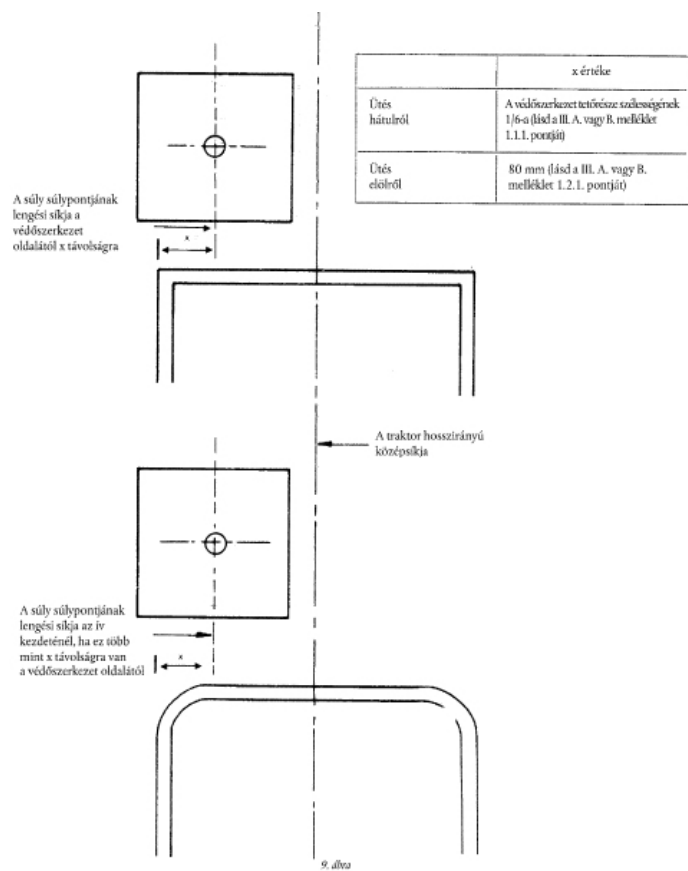 x értéke
Ütés
hátulról
A védőszerkezet tetőrésze szélességének
1/6-a (lásd a III. A. vagy B. melléklet
1.1.1. pontját)
Ütés
elölről
80 mm (lásd a III. A. vagy B.
melléklet 1.2.1. pontját)
A súly súlypontjának
lengési síkja a
védőszerkezet
oldalától x távolságra
x
A traktor hosszirányú
középsíkja
A súly súlypontjának
lengési síkja az ív
kezdeténél, ha ez több
mint x távolságra van
a védőszerkezet oldalától
x
9. ábra